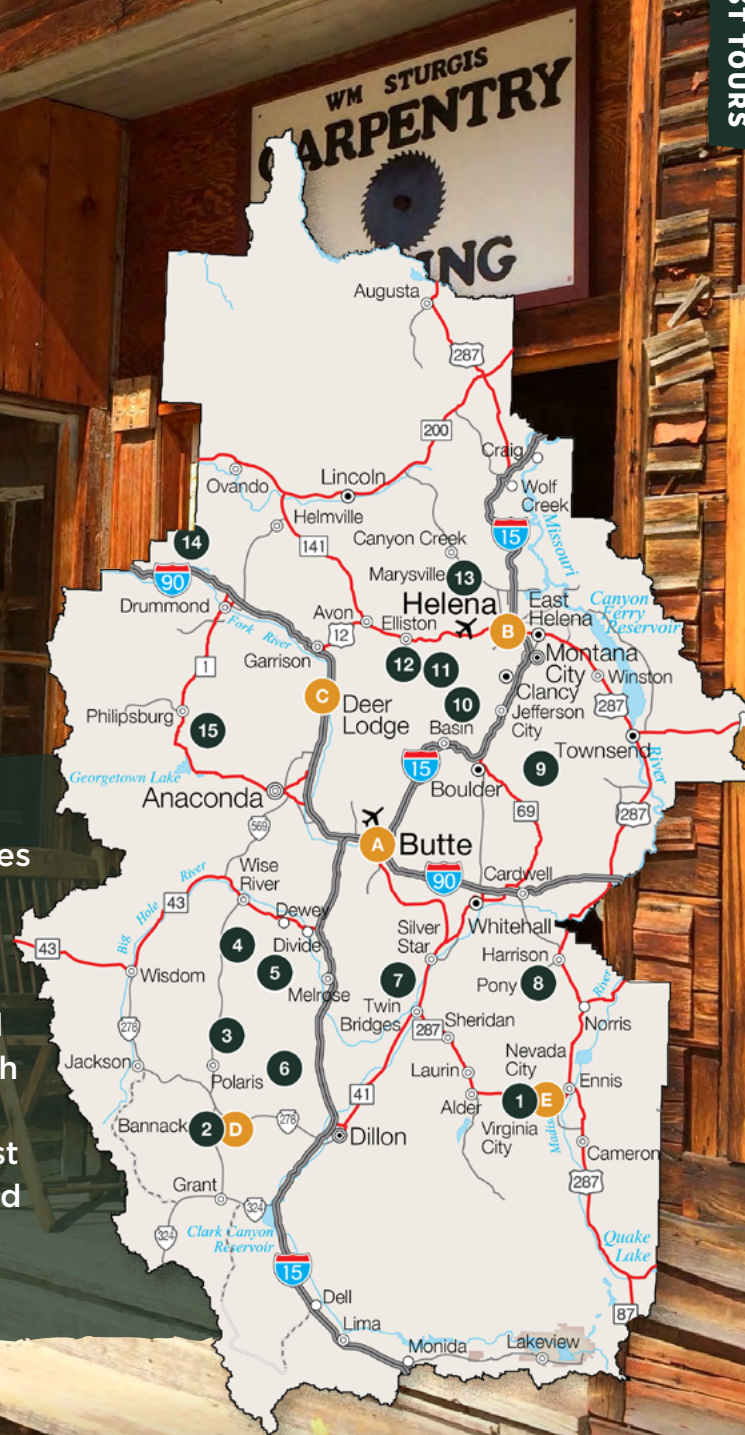 ST TOURS
WM STURGIS
CARPENTRY
ING
Augusta
287
200
Craig
Ovando
Lincoln
Wolf
Creek
Helmville
15
Missouri
14
141
Canyon Creek
90
Marysville
13
Helena
East
Helena
Canyon
Ferry
Reservoir
Drummond
Avon
Elliston
B
Fork River
12
Montana
City
Garrison
12
11
Winston
1
Clancy
C
Deer
Lodge
10
Jefferson
City
287
Philipsburg
15
Basin
Townsend
River
15
9
Georgetown Lake
Boulder
Anaconda
69
287
569
A
Butte
es
Wise
River
90
Cardwell
River
43
Dewey
Big Hole
Divide
Silver
Star
Whitehall
43
4
Harrison
Wisdom
5
7
Pony
8
River
Melrose
Twin
Bridges
278
3
287
Sheridan
Norris
h
Jackson
Nevada
City
Polaris
6
Laurin
Ennis
41
1
E
Bannack
2
D
278
Alder
Virginia
City
Madis
st
Dillon
Cameron
d
Grant
287
324
324
Clark Canyon
Reservoir
Quake
Lake
15
Dell
87
Lima
Monida
Lakeview